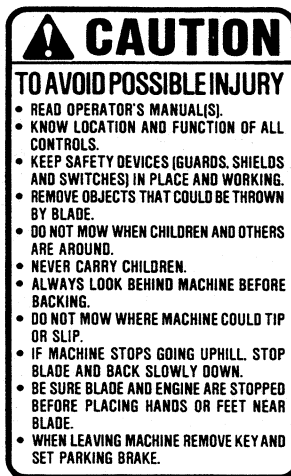 CAUTION
TO AVOID POSSIBLE INJURY
• READ OPERATOR'S MANUAL(S).
• KNOW LOCATION AND FUNCTION OF ALL
CONTROLS.
• KEEP SAFETY DEVICES (GUARDS, SHIELDS
AND SWITCHES) IN PLACE AND WORKING.
• REMOVE OBJECTS THAT COULD BE THROWN
BY BLADE.
• DO NOT MOW WHEN CHILDREN AND OTHERS
ARE AROUND.
• NEVER CARRY CHILDREN.
• ALWAYS LOOK BEHIND MACHINE BEFORE
BACKING.
• DO NOT MOW WHERE MACHINE COULD TIP
OR SLIP.
• IF MACHINE STOPS GOING UPHILL, STOP
BLADE AND BACK SLOWLY DOWN.
• BE SURE BLADE AND ENGINE ARE STOPPED
BEFORE PLACING HANDS OR FEET NEAR
BLADE.
• WHEN LEAVING MACHINE REMOVE KEY AND
SET PARKING BRAKE.